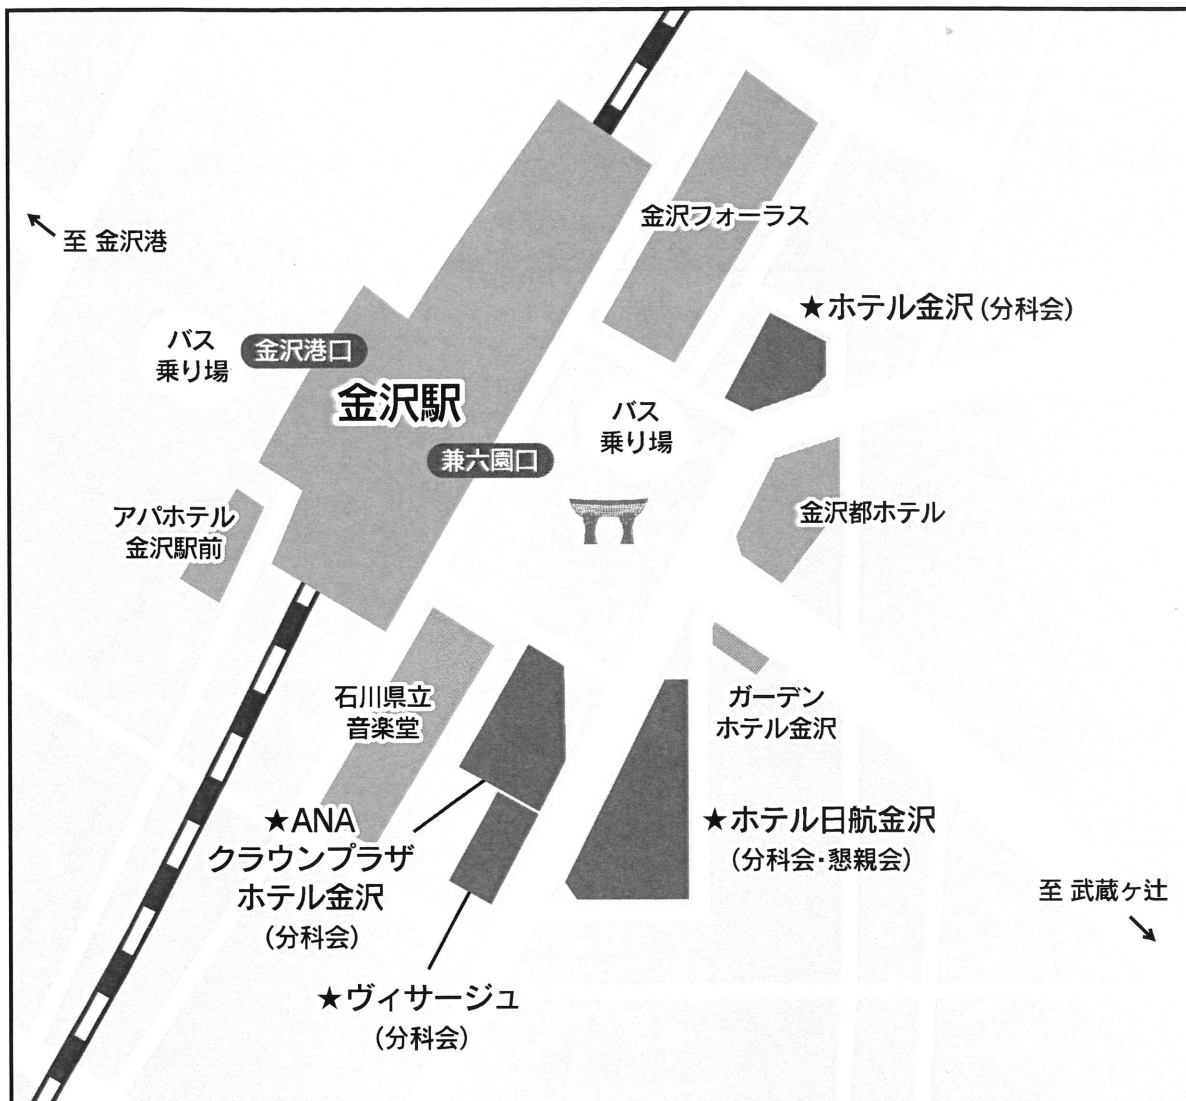 金沢フォーラス
至 金沢港
★ホテル金沢(分科会)
バス
乗り場
金沢港口
金沢駅
バス
乗り場
兼六園口
アパホテル
金沢駅前
金沢都ホテル
石川県立
音楽堂
ガーデン
ホテル金沢
★ANA
クラウンプラザ
ホテル金沢
(分科会)
★ホテル日航金沢
(分科会・懇親会)
至 武蔵ヶ辻
★ヴィサージュ
(分科会)